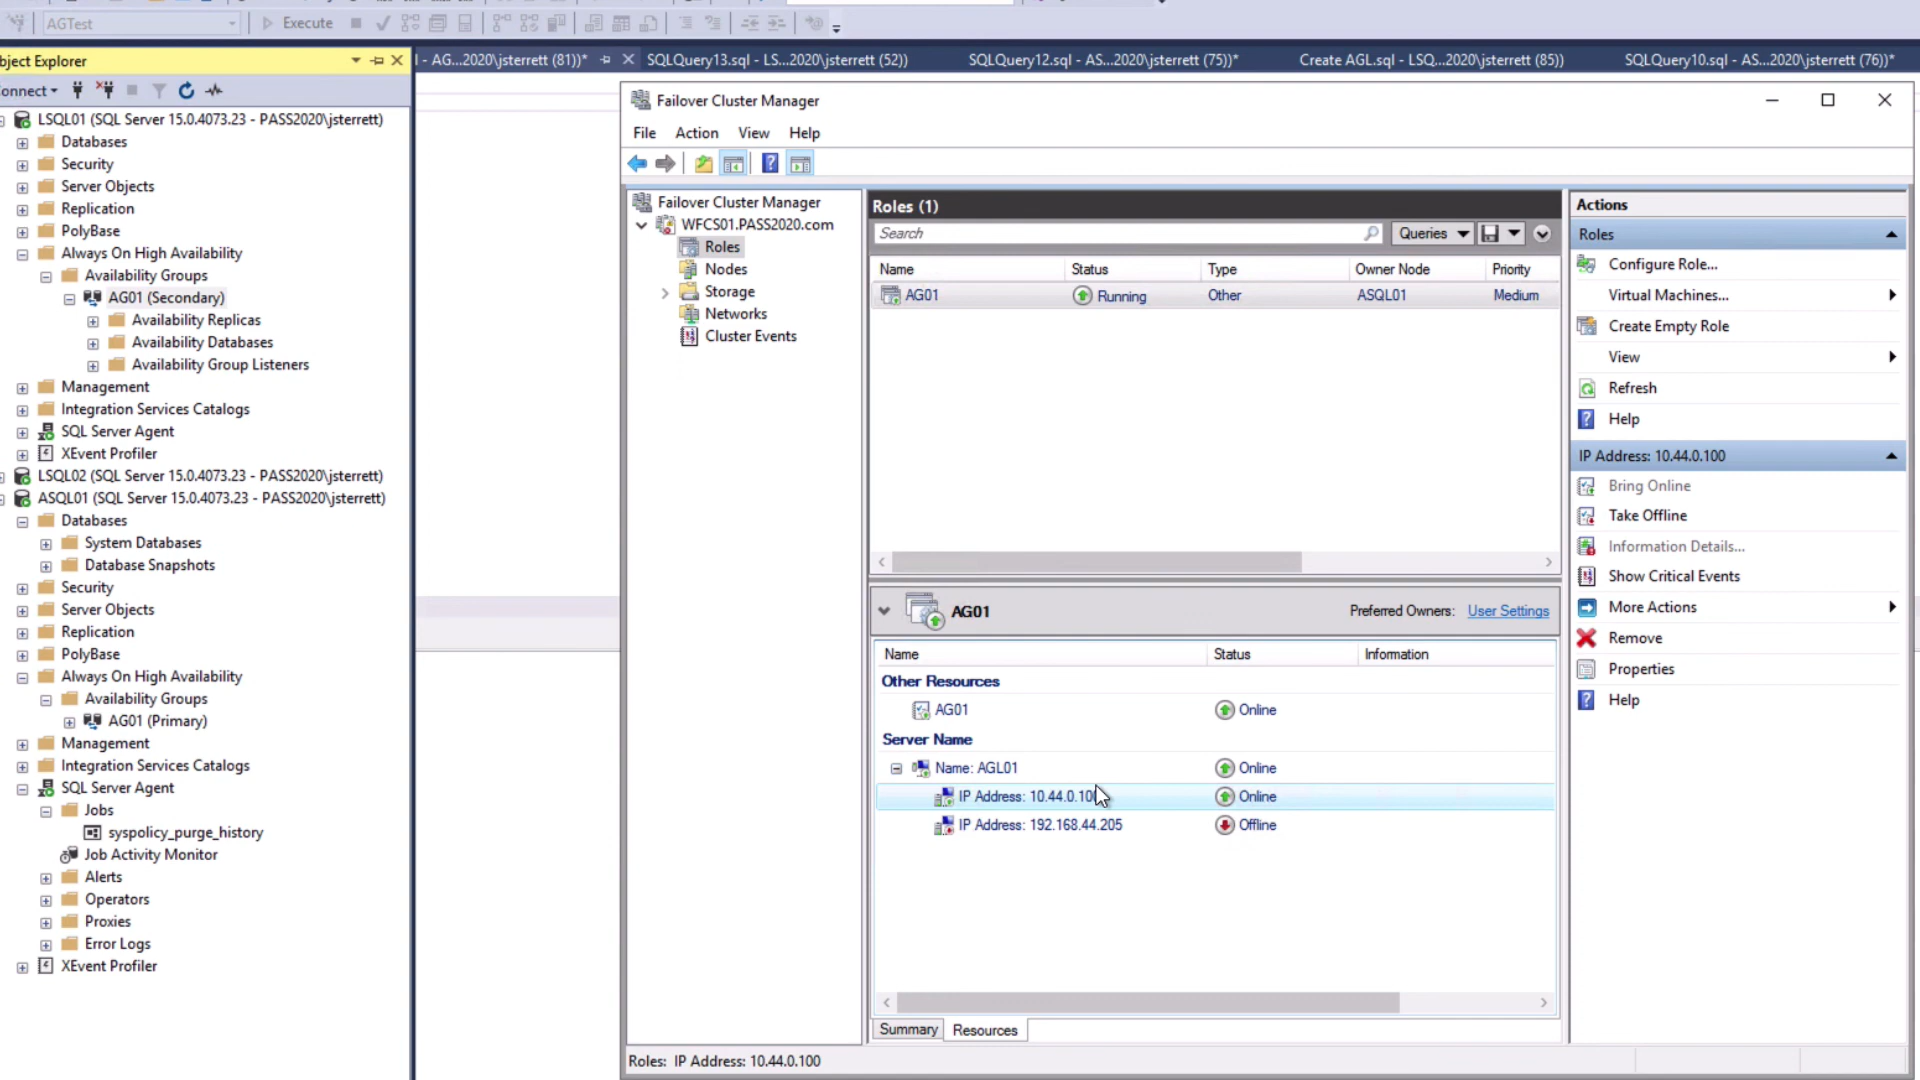 AGTest
Execute
bject Explorer
- AG...2020\jsterrett (81))*
SQLQuery13.sql - LS...2020\jsterrett (52))
SQLQuery12.sql - AS...2020\jsterrett (75))*
Create AGL.sql - LSQ...2020\jsterrett (85))
SQLQuery10.sql - AS...2020\jsterrett (76))*
onnect
LSQL01 (SQL Server 15.0.4073.23 - PASS2020\jsterrett)
Databases
Security
Server Objects
Replication
PolyBase
Always On High Availability
Availability Groups
AG01 (Secondary)
Availability Replicas
Availability Databases
Availability Group Listeners
Management
Integration Services Catalogs
SQL Server Agent
XEvent Profiler
LSQL02 (SQL Server 15.0.4073.23 - PASS2020\jsterrett)
ASQL01 (SQL Server 15.0.4073.23 - PASS2020\jsterrett)
Databases
System Databases
Database Snapshots
Security
Server Objects
Replication
PolyBase
Always On High Availability
Availability Groups
AG01 (Primary)
Management
Integration Services Catalogs
SQL Server Agent
Jobs
syspolicy_purge_history
Job Activity Monitor
Alerts
Operators
Proxies
Error Logs
XEvent Profiler
Failover Cluster Manager
File Action View Help
Failover Cluster Manager
WFCS01.PASS2020.com
Roles
Nodes
Storage
Networks
Cluster Events
Roles (1)
Search
Queries
Name Status Type Owner Node Priority
AG01 Running Other ASQL01 Medium
AG01
Preferred Owners: User Settings
Name Status Information
Other Resources
AG01 Online
Server Name
Name: AGL01 Online
IP Address: 10.44.0.100 Online
IP Address: 192.168.44.205 Offline
Summary Resources
Actions
Roles
Configure Role...
Virtual Machines...
Create Empty Role
View
Refresh
Help
IP Address: 10.44.0.100
Bring Online
Take Offline
Information Details...
Show Critical Events
More Actions
Remove
Properties
Help
Roles: IP Address: 10.44.0.100